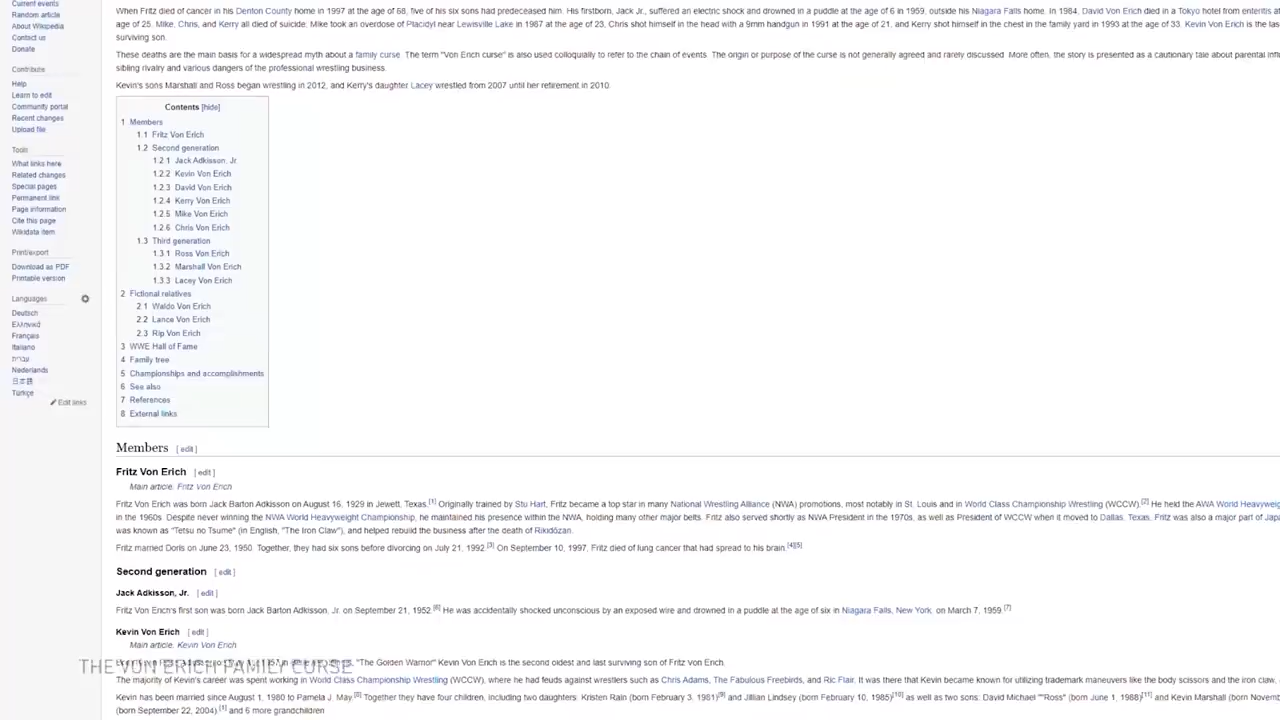 Current events
Random article
About Wikipedia
Contact us
Donate
Contribute
Help
Learn to edit
Community portal
Recent changes
Upload file
Tools
What links here
Related changes
Special pages
Permanent link
Page information
Cite this page
Wikidata item
Print/export
Download as PDF
Printable version
Languages
Deutsch
Ελληνικά
Français
Italiano
עברית
Nederlands
日本語
Türkçe
Edit links
When Fritz died of cancer in his Denton County home in 1997 at the age of 68, five of his six sons had predeceased him. His firstborn, Jack Jr., suffered an electric shock and drowned in a puddle at the age of 6 in 1959, outside his Niagara Falls home. In 1984, David Von Erich died in a Tokyo hotel from enteritis at
age of 25. Mike, Chris, and Kerry all died of suicide: Mike took an overdose of Placidyl near Lewisville Lake in 1987 at the age of 23, Chris shot himself in the head with a 9mm handgun in 1991 at the age of 21, and Kerry shot himself in the chest in the family yard in 1993 at the age of 33. Kevin Von Erich is the las
surviving son.
These deaths are the main basis for a widespread myth about a family curse. The term "Von Erich curse" is also used colloquially to refer to the chain of events. The origin or purpose of the curse is not generally agreed and rarely discussed. More often, the story is presented as a cautionary tale about parental infl
sibling rivalry and various dangers of the professional wrestling business.
Kevin's sons Marshall and Ross began wrestling in 2012, and Kerry's daughter Lacey wrestled from 2007 until her retirement in 2010.
Contents [hide]
1 Members
1.1 Fritz Von Erich
1.2 Second generation
1.2.1 Jack Adkisson, Jr.
1.2.2 Kevin Von Erich
1.2.3 David Von Erich
1.2.4 Kerry Von Erich
1.2.5 Mike Von Erich
1.2.6 Chris Von Erich
1.3 Third generation
1.3.1 Ross Von Erich
1.3.2 Marshall Von Erich
1.3.3 Lacey Von Erich
2 Fictional relatives
2.1 Waldo Von Erich
2.2 Lance Von Erich
2.3 Rip Von Erich
3 WWE Hall of Fame
4 Family tree
5 Championships and accomplishments
6 See also
7 References
8 External links
Members [ edit ]
Fritz Von Erich [ edit ]
Main article: Fritz Von Erich
Fritz Von Erich was born Jack Barton Adkisson on August 16, 1929 in Jewett, Texas.[1] Originally trained by Stu Hart, Fritz became a top star in many National Wrestling Alliance (NWA) promotions, most notably in St. Louis and in World Class Championship Wrestling (WCCW).[2] He held the AWA World Heavyweig
in the 1960s. Despite never winning the NWA World Heavyweight Championship, he maintained his presence within the NWA, holding many other major belts. Fritz also served shortly as NWA President in the 1970s, as well as President of WCCW when it moved to Dallas, Texas. Fritz was also a major part of Japa
was known as "Tetsu no Tsume" (in English, "The Iron Claw"), and helped rebuild the business after the death of Rikidōzan.
Fritz married Doris on June 23, 1950. Together, they had six sons before divorcing on July 21, 1992.[3] On September 10, 1997, Fritz died of lung cancer that had spread to his brain.[4][5]
Second generation [ edit ]
Jack Adkisson, Jr. [ edit ]
Fritz Von Erich's first son was born Jack Barton Adkisson, Jr. on September 21, 1952.[6] He was accidentally shocked unconscious by an exposed wire and drowned in a puddle at the age of six in Niagara Falls, New York, on March 7, 1959.[7]
Kevin Von Erich [ edit ]
Main article: Kevin Von Erich
"The Golden Warrior" Kevin Von Erich is the second oldest and last surviving son of Fritz Von Erich.
THE VON ERICH FAMILY CURSE
The majority of Kevin's career was spent working in World Class Championship Wrestling (WCCW), where he had feuds against wrestlers such as Chris Adams, The Fabulous Freebirds, and Ric Flair. It was there that Kevin became known for utilizing trademark maneuvers like the body scissors and the iron claw,
Kevin has been married since August 1, 1980 to Pamela J. May.[8] Together they have four children, including two daughters: Kristen Rain (born February 3, 1981)[9] and Jillian Lindsey (born February 10, 1985)[10] as well as two sons: David Michael ""Ross" (born June 1, 1988)[11] and Kevin Marshall (born Novem
(born September 22, 2004),[1] and 6 more grandchildren